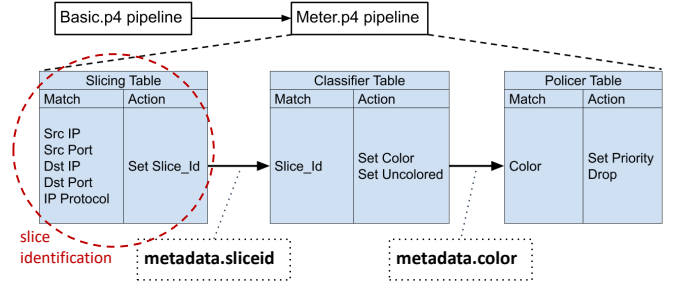 Basic.p4 pipeline
Meter.p4 pipeline
Slicing Table
Match
Action
Src IP
Src Port
Dst IP
Dst Port
IP Protocol
Set Slice_Id
Classifier Table
Match
Action
Slice_Id
Set Color
Set Uncolored
Policer Table
Match
Action
Color
Set Priority
Drop
slice
identification
metadata.sliceid
metadata.color